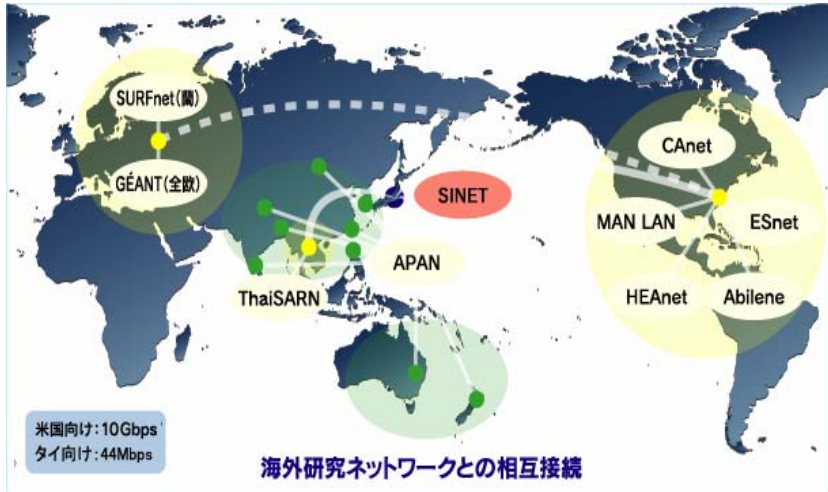 SURFnet(蘭)
GÉANT(全欧)
SINET
APAN
ThaiSARN
CAnet
MAN LAN
ESnet
HEAnet
Abilene
米国向け:10Gbps
タイ向け:44Mbps
海外研究ネットワークとの相互接続